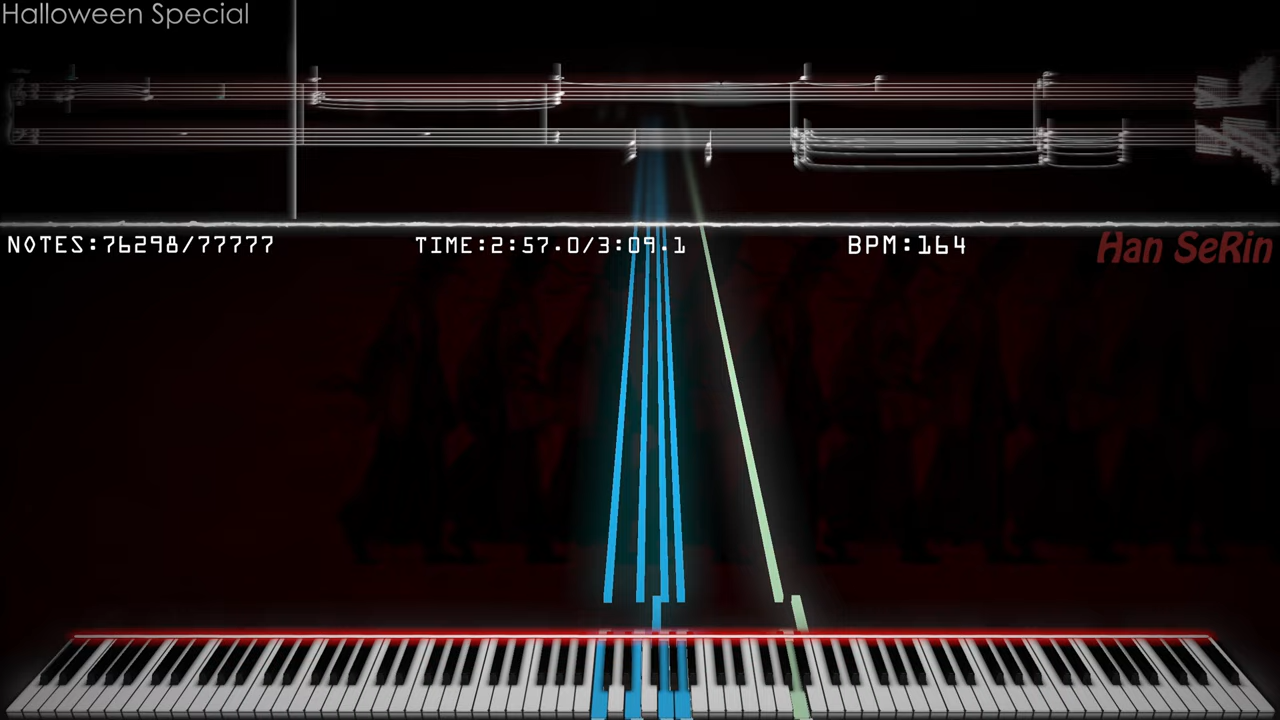 Halloween Special
NOTES:76298/77777
TIME:2:57.0/3:09.1
BPM:164
Han SeRin